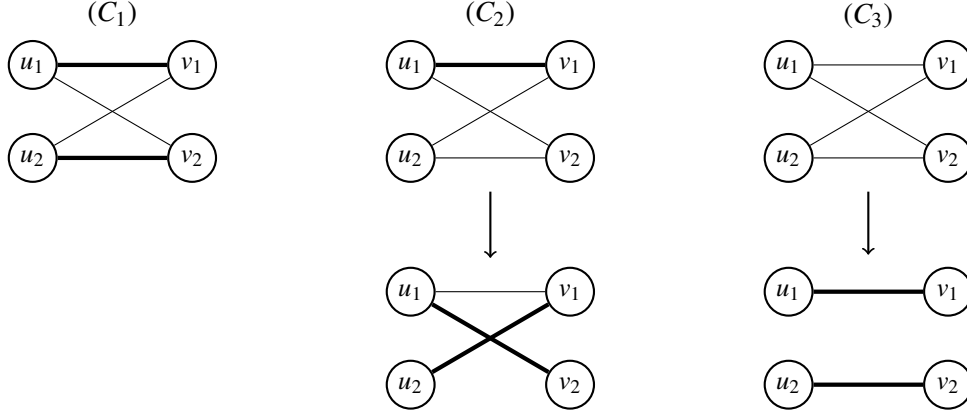 (C₁) (C₂) (C₃)
u₁ v₁ u₁ v₁ u₁ v₁
u₂ v₂ u₂ v₂ u₂ v₂
u₁ v₁ u₁ v₁
u₂ v₂ u₂ v₂